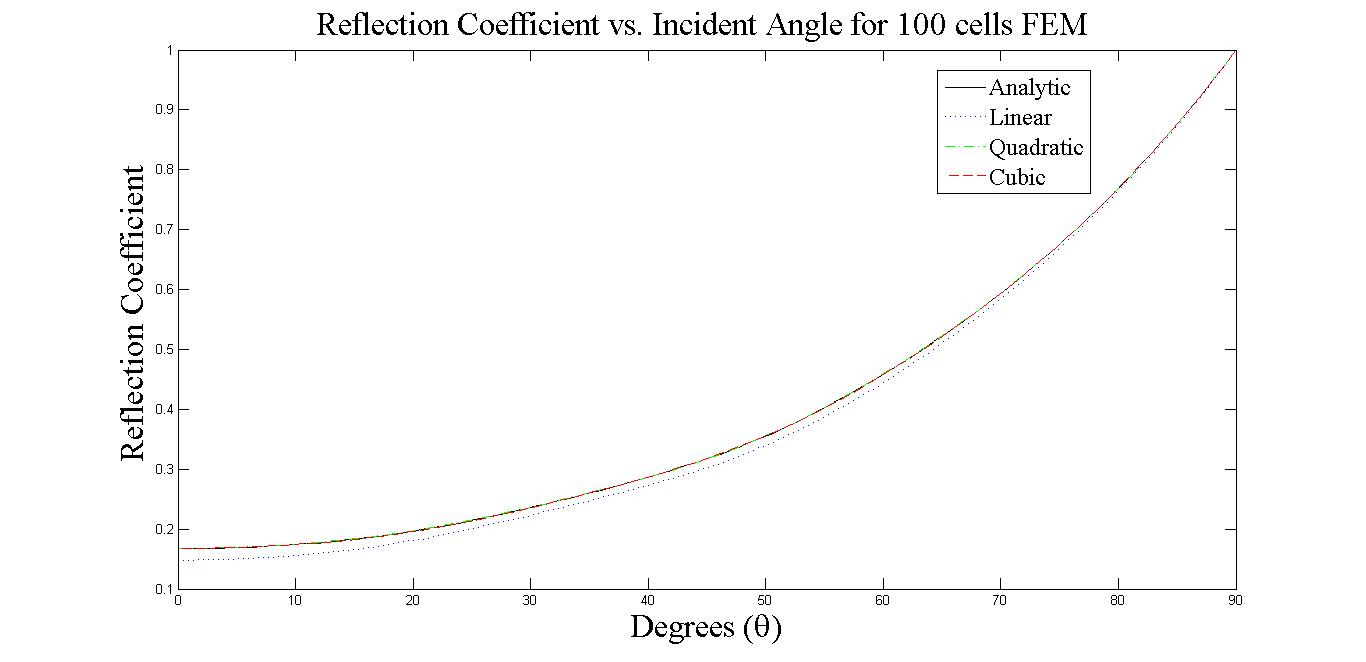 Reflection Coefficient vs. Incident Angle for 100 cells FEM
Analytic
Linear
Quadratic
Cubic
Reflection Coefficient
1
0.9
0.8
0.7
0.6
0.5
0.4
0.3
0.2
0.1
0 10 20 30 40 50 60 70 80 90
Degrees (θ)